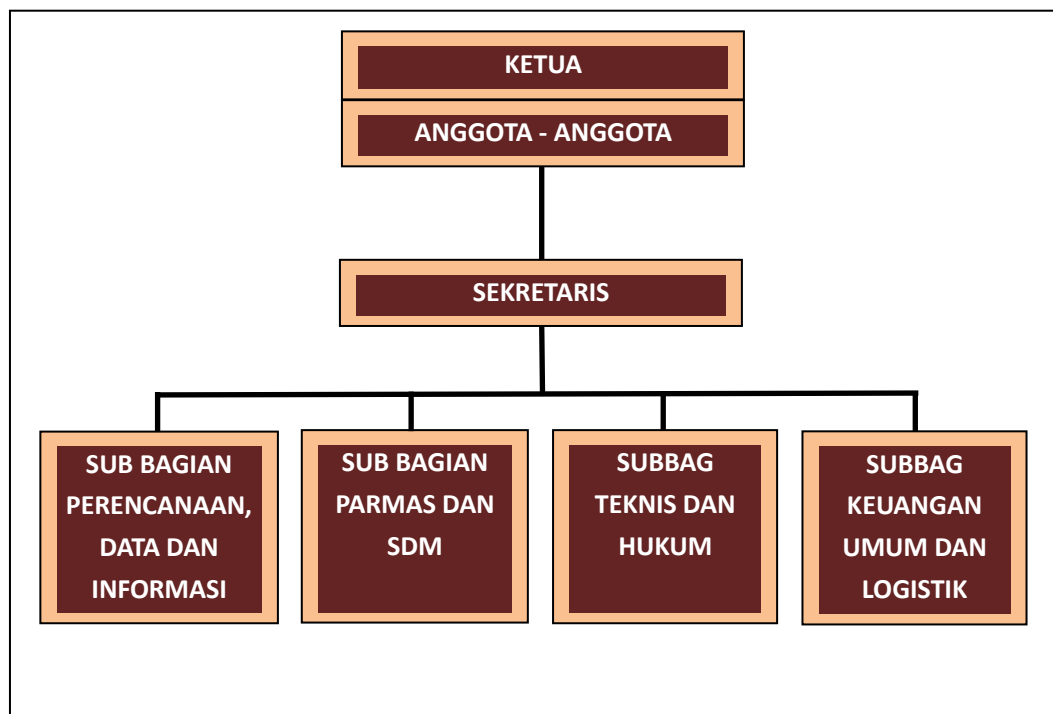 KETUA
ANGGOTA - ANGGOTA
SEKRETARIS
SUB BAGIAN
PERENCANAAN,
DATA DAN
INFORMASI
SUB BAGIAN
PARMAS DAN
SDM
SUBBAG
TEKNIS DAN
HUKUM
SUBBAG
KEUANGAN
UMUM DAN
LOGISTIK